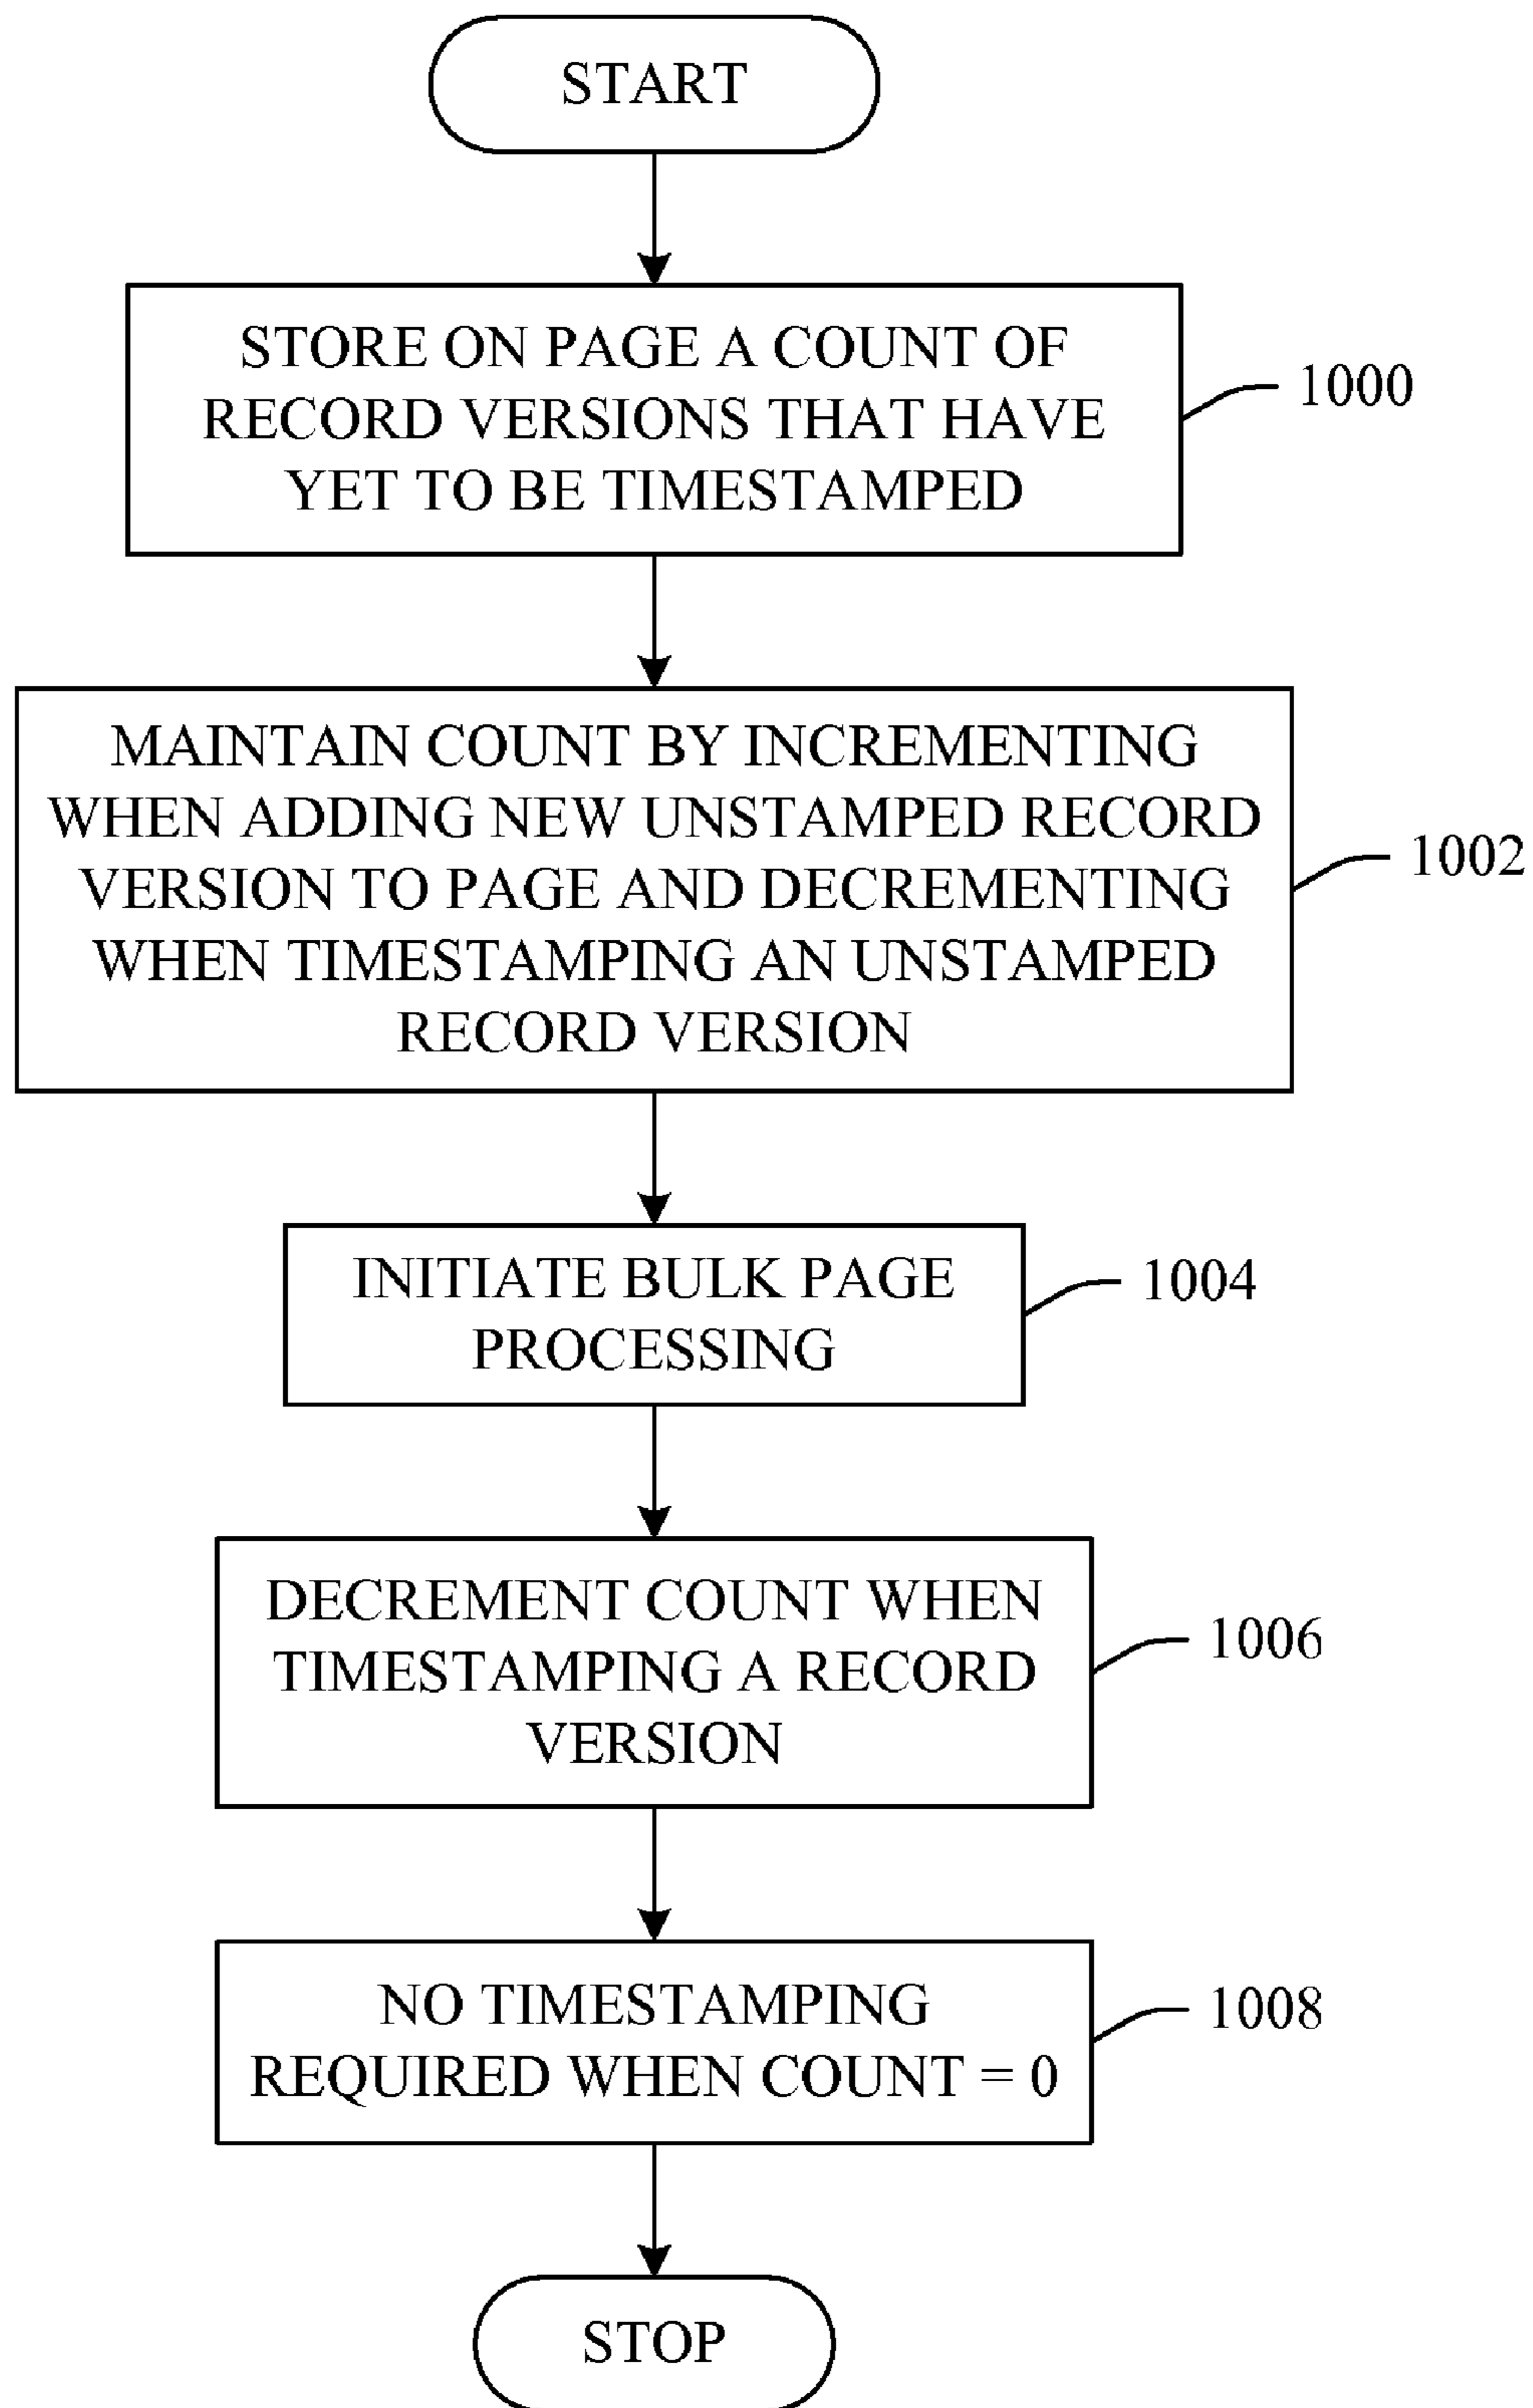 START
STORE ON PAGE A COUNT OF
RECORD VERSIONS THAT HAVE
YET TO BE TIMESTAMPED
1000
MAINTAIN COUNT BY INCREMENTING
WHEN ADDING NEW UNSTAMPED RECORD
VERSION TO PAGE AND DECREMENTING
WHEN TIMESTAMPING AN UNSTAMPED
RECORD VERSION
1002
INITIATE BULK PAGE
PROCESSING
1004
DECREMENT COUNT WHEN
TIMESTAMPING A RECORD
VERSION
1006
NO TIMESTAMPING
REQUIRED WHEN COUNT = 0
1008
STOP